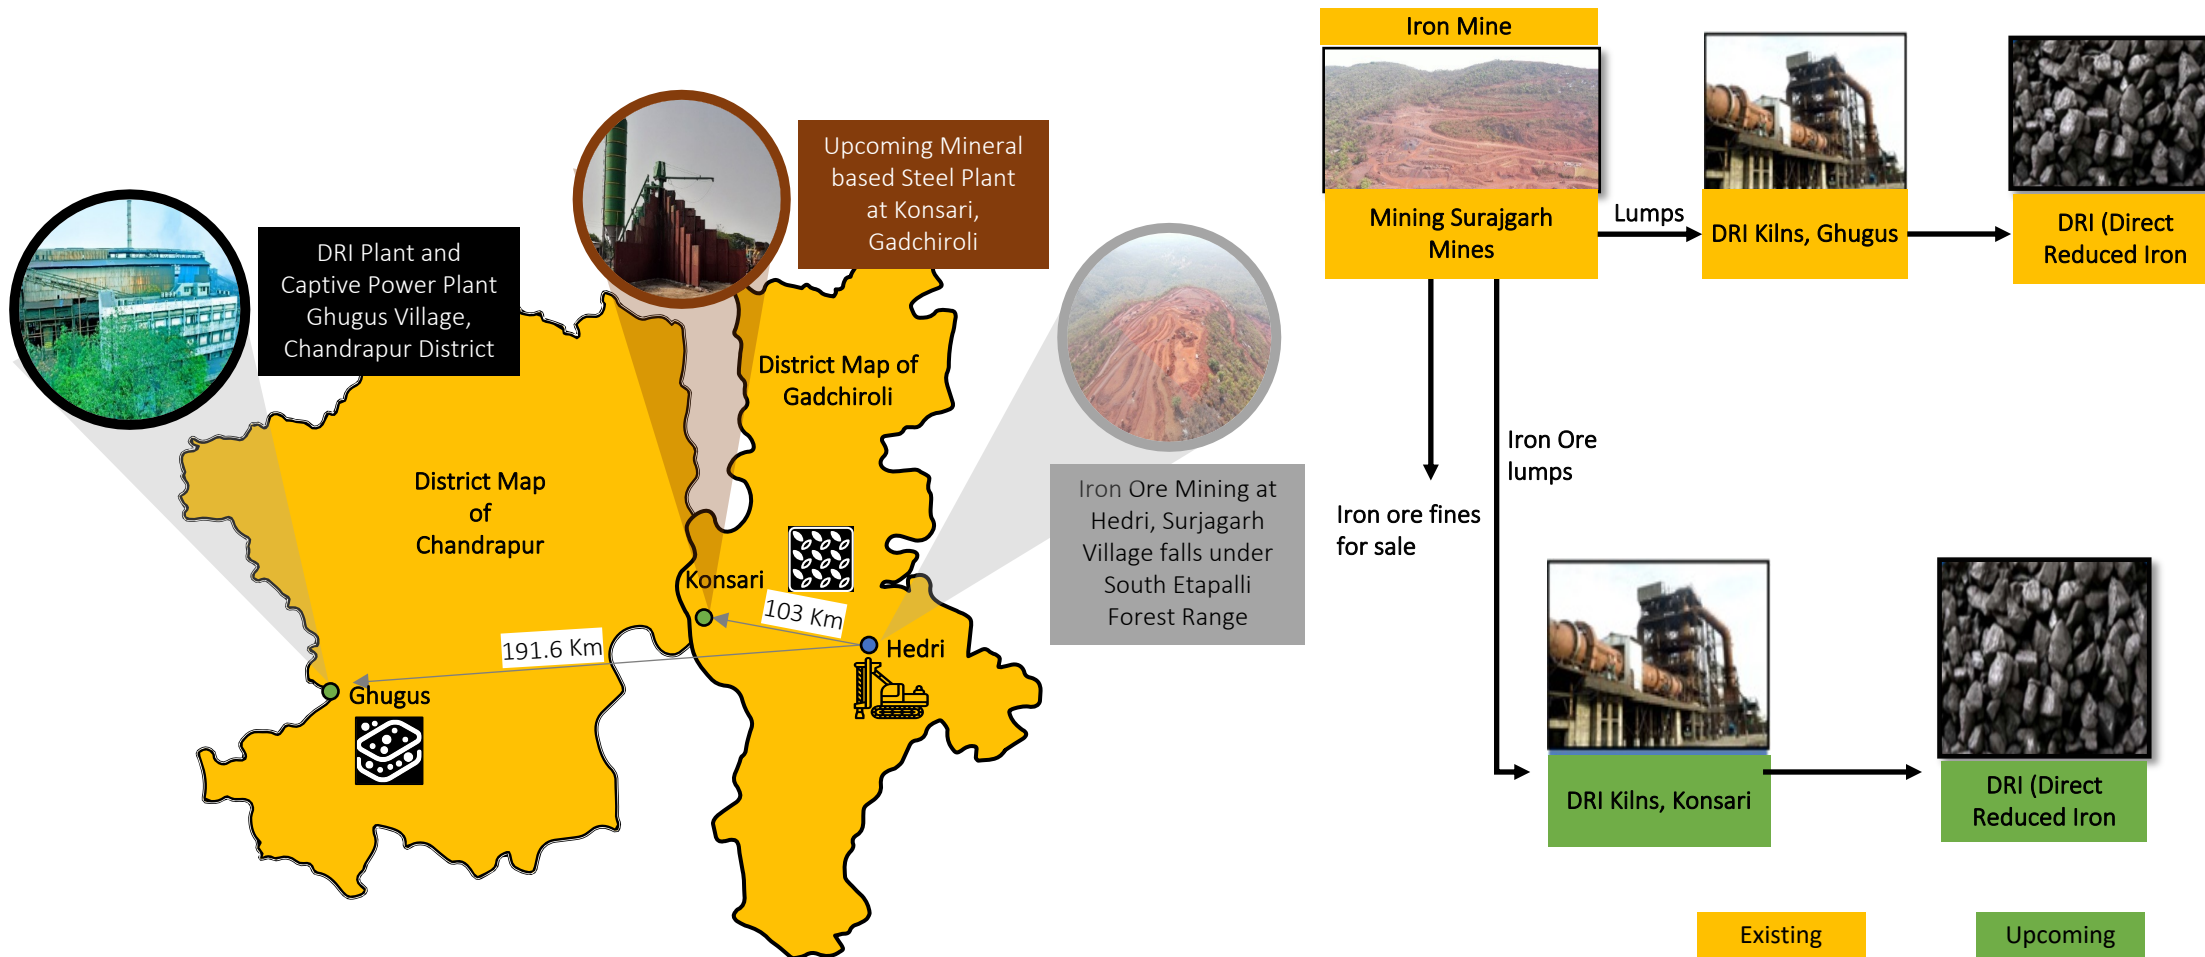 DRI Plant and
Captive Power Plant
Ghugus Village,
Chandrapur District
Upcoming Mineral
based Steel Plant
at Konsari,
Gadchiroli
Iron Ore Mining at
Hedri, Surjagarh
Village falls under
South Etapalli
Forest Range
District Map of
Gadchiroli
District Map
of
Chandrapur
Konsari
103 Km
191.6 Km
Hedri
Ghugus
Iron Mine
Mining Surajgarh
Mines
Lumps
DRI Kilns, Ghugus
DRI (Direct
Reduced Iron
Iron Ore
lumps
Iron ore fines
for sale
DRI Kilns, Konsari
DRI (Direct
Reduced Iron
Existing
Upcoming